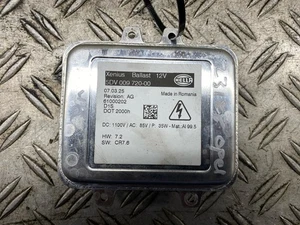 Xenius Ballast 12V
5DV 009 720-00
HELLA
07.03.25
Revision: AG
61000202
D1S
DOT 2000h
Made in Romania
DC: 1100V / AC: 85V / P: 35W - Mat. Al 99.5
HW: 7.2
SW: CR7.6